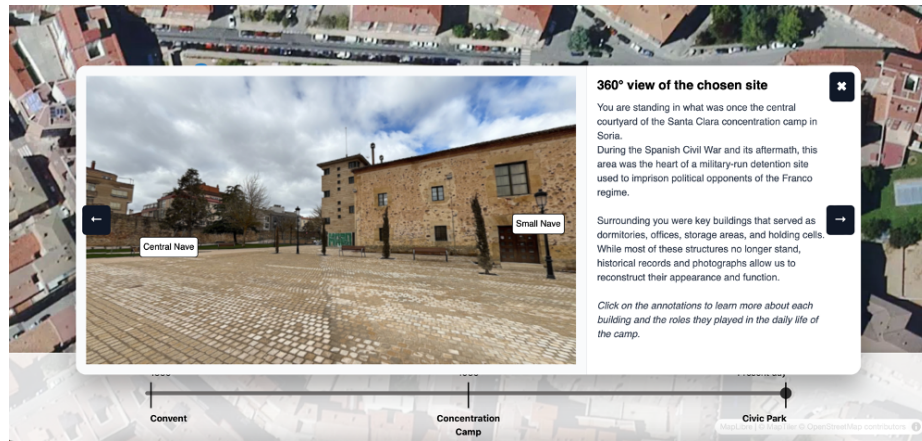 360° view of the chosen site
You are standing in what was once the central
courtyard of the Santa Clara concentration camp in
Soria.
During the Spanish Civil War and its aftermath, this
area was the heart of a military-run detention site
used to imprison political opponents of the Franco
regime.
Surrounding you were key buildings that served as
dormitories, offices, storage areas, and holding cells.
While most of these structures no longer stand,
historical records and photographs allow us to
reconstruct their appearance and function.
Click on the annotations to learn more about each
building and the roles they played in the daily life of
the camp.
Small Nave
Central Nave
Present Day
Convent
Concentration
Camp
Civic Park
MapLibre | © MapTiler © OpenStreetMap contributors